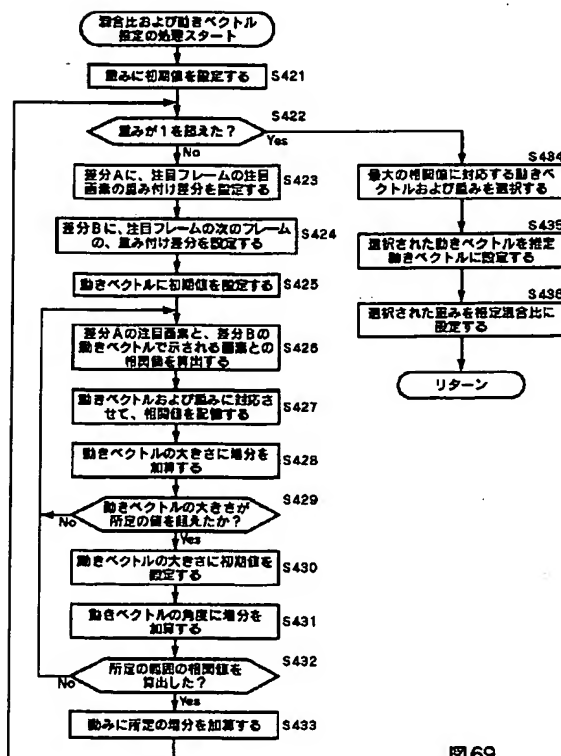 混合比および動きベクトル
推定の処理スタート
重みに初期値を設定する
S421
S422
重みが1を超えた?
Yes
No
差分Aに、注目フレームの注目
画素の重み付け差分を設定する
S423
差分Bに、注目フレームの次のフレーム
の、重み付け差分を設定する
S424
動きベクトルに初期値を設定する
S425
差分Aの注目画素と、差分Bの
動きベクトルで示される画素との
相関値を算出する
S426
動きベクトルおよび重みに対応さ
せて、相関値を記憶する
S427
動きベクトルの大きさに増分を
加算する
S428
S429
動きベクトルの大きさが
所定の値を超えたか?
No
Yes
動きベクトルの大きさに初期値を
設定する
S430
動きベクトルの角度に増分を
加算する
S431
S432
所定の範囲の相関値を
算出した?
No
Yes
動みに所定の増分を加算する
S433
S434
最大の相関値に対応する動きベ
クトルおよび重みを選択する
S435
選択された動きベクトルを推定
動きベクトルに設定する
S436
選択された重みを推定混合比に
設定する
リターン
図69